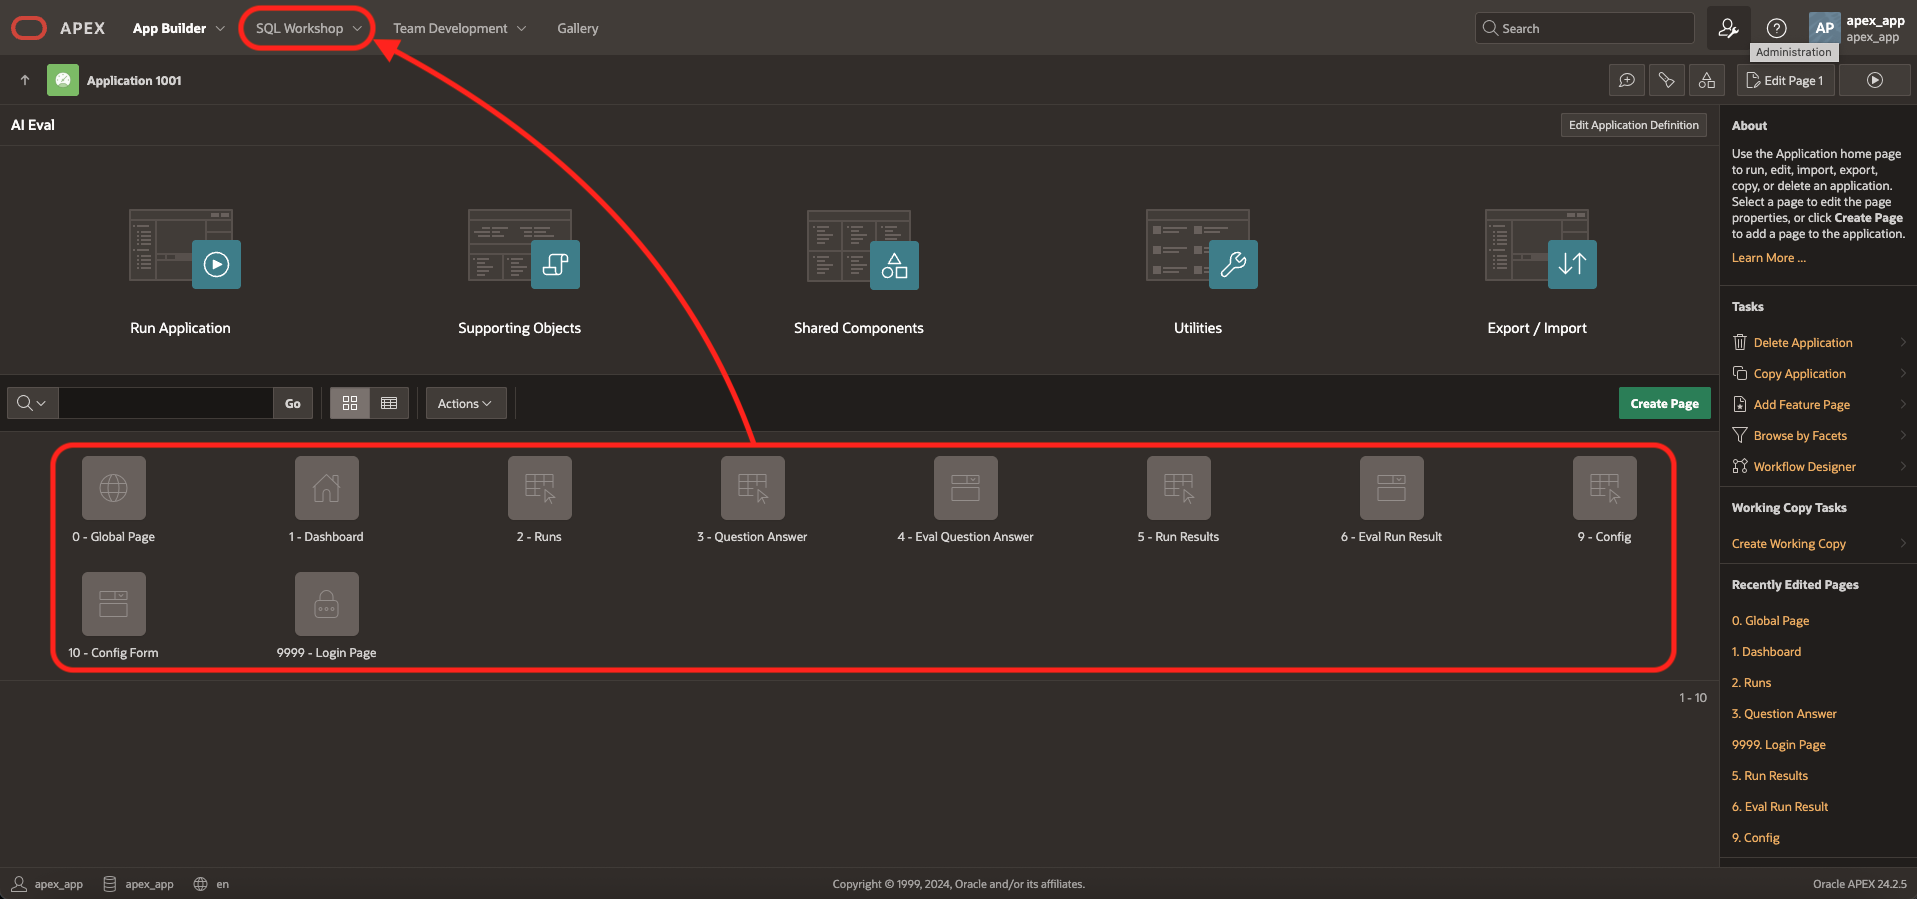 APEX
App Builder
SQL Workshop
Team Development
Gallery
Search
AP
apex_app
apex_app
Administration
Application 1001
Edit Page 1
AI Eval
Edit Application Definition
Run Application
Supporting Objects
Shared Components
Utilities
Export / Import
Go
Actions
Create Page
0 - Global Page
1 - Dashboard
2 - Runs
3 - Question Answer
4 - Eval Question Answer
5 - Run Results
6 - Eval Run Result
9 - Config
10 - Config Form
9999 - Login Page
1 - 10
About
Use the Application home page
to run, edit, import, export,
copy, or delete an application.
Select a page to edit the page
properties, or click Create Page
to add a page to the application.
Learn More ...
Tasks
Delete Application
Copy Application
Add Feature Page
Browse by Facets
Workflow Designer
Working Copy Tasks
Create Working Copy
Recently Edited Pages
0. Global Page
1. Dashboard
2. Runs
3. Question Answer
9999. Login Page
5. Run Results
6. Eval Run Result
9. Config
apex_app
apex_app
en
Copyright © 1999, 2024, Oracle and/or its affiliates.
Oracle APEX 24.2.5